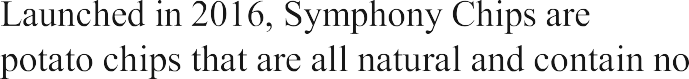 Launched in 2016, Symphony Chips are
potato chips that are all natural and contain no